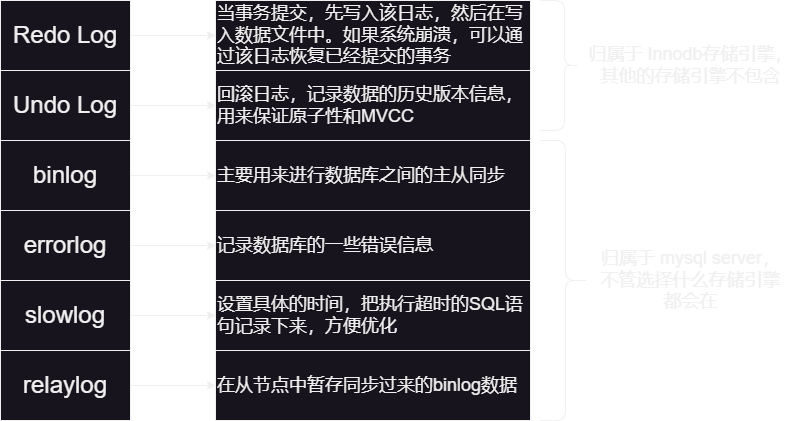 Redo Log
当事务提交，先写入该日志，然后在写
入数据文件中。如果系统崩溃，可以通
过该日志恢复已经提交的事务
Undo Log
回滚日志，记录数据的历史版本信息，
用来保证原子性和MVCC
归属于 Innodb存储引擎，
其他的存储引擎不包含
binlog
主要用来进行数据库之间的主从同步
errorlog
记录数据库的一些错误信息
slowlog
设置具体的时间，把执行超时的SQL语
句记录下来，方便优化
relaylog
在从节点中暂存同步过来的binlog数据
归属于 mysql server，
不管选择什么存储引擎
都会在